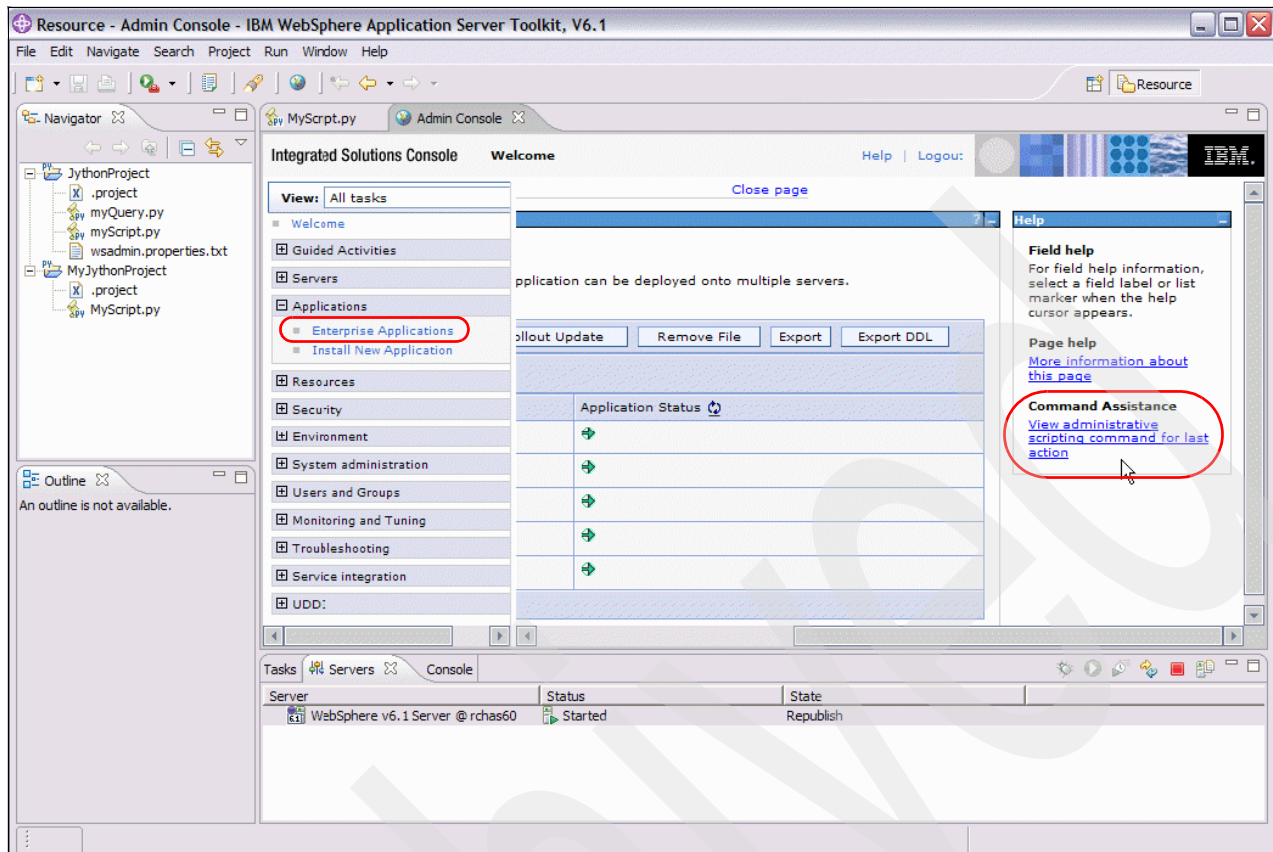 Resource - Admin Console - IBM WebSphere Application Server Toolkit, V6.1
File Edit Navigate Search Project Run Window Help
Resource
Navigator
JythonProject
.project
myQuery.py
myScript.py
wsadmin.properties.txt
MyJythonProject
.project
MyScript.py
Outline
An outline is not available.
MyScrpt.py
Admin Console
Integrated Solutions Console Welcome
Help | Logou:
IBM.
View: All tasks
Welcome
Guided Activities
Servers
Applications
Enterprise Applications
Install New Application
Resources
Security
Environment
System administration
Users and Groups
Monitoring and Tuning
Troubleshooting
Service integration
UDDI
Close page
pplication can be deployed onto multiple servers.
ollout Update Remove File Export Export DDL
Application Status
Help
Field help
For field help information,
select a field label or list
marker when the help
cursor appears.
Page help
More information about
this page
Command Assistance
View administrative
scripting command for last
action
Tasks Servers Console
Server Status State
WebSphere v6.1 Server @ rchas60 Started Republish